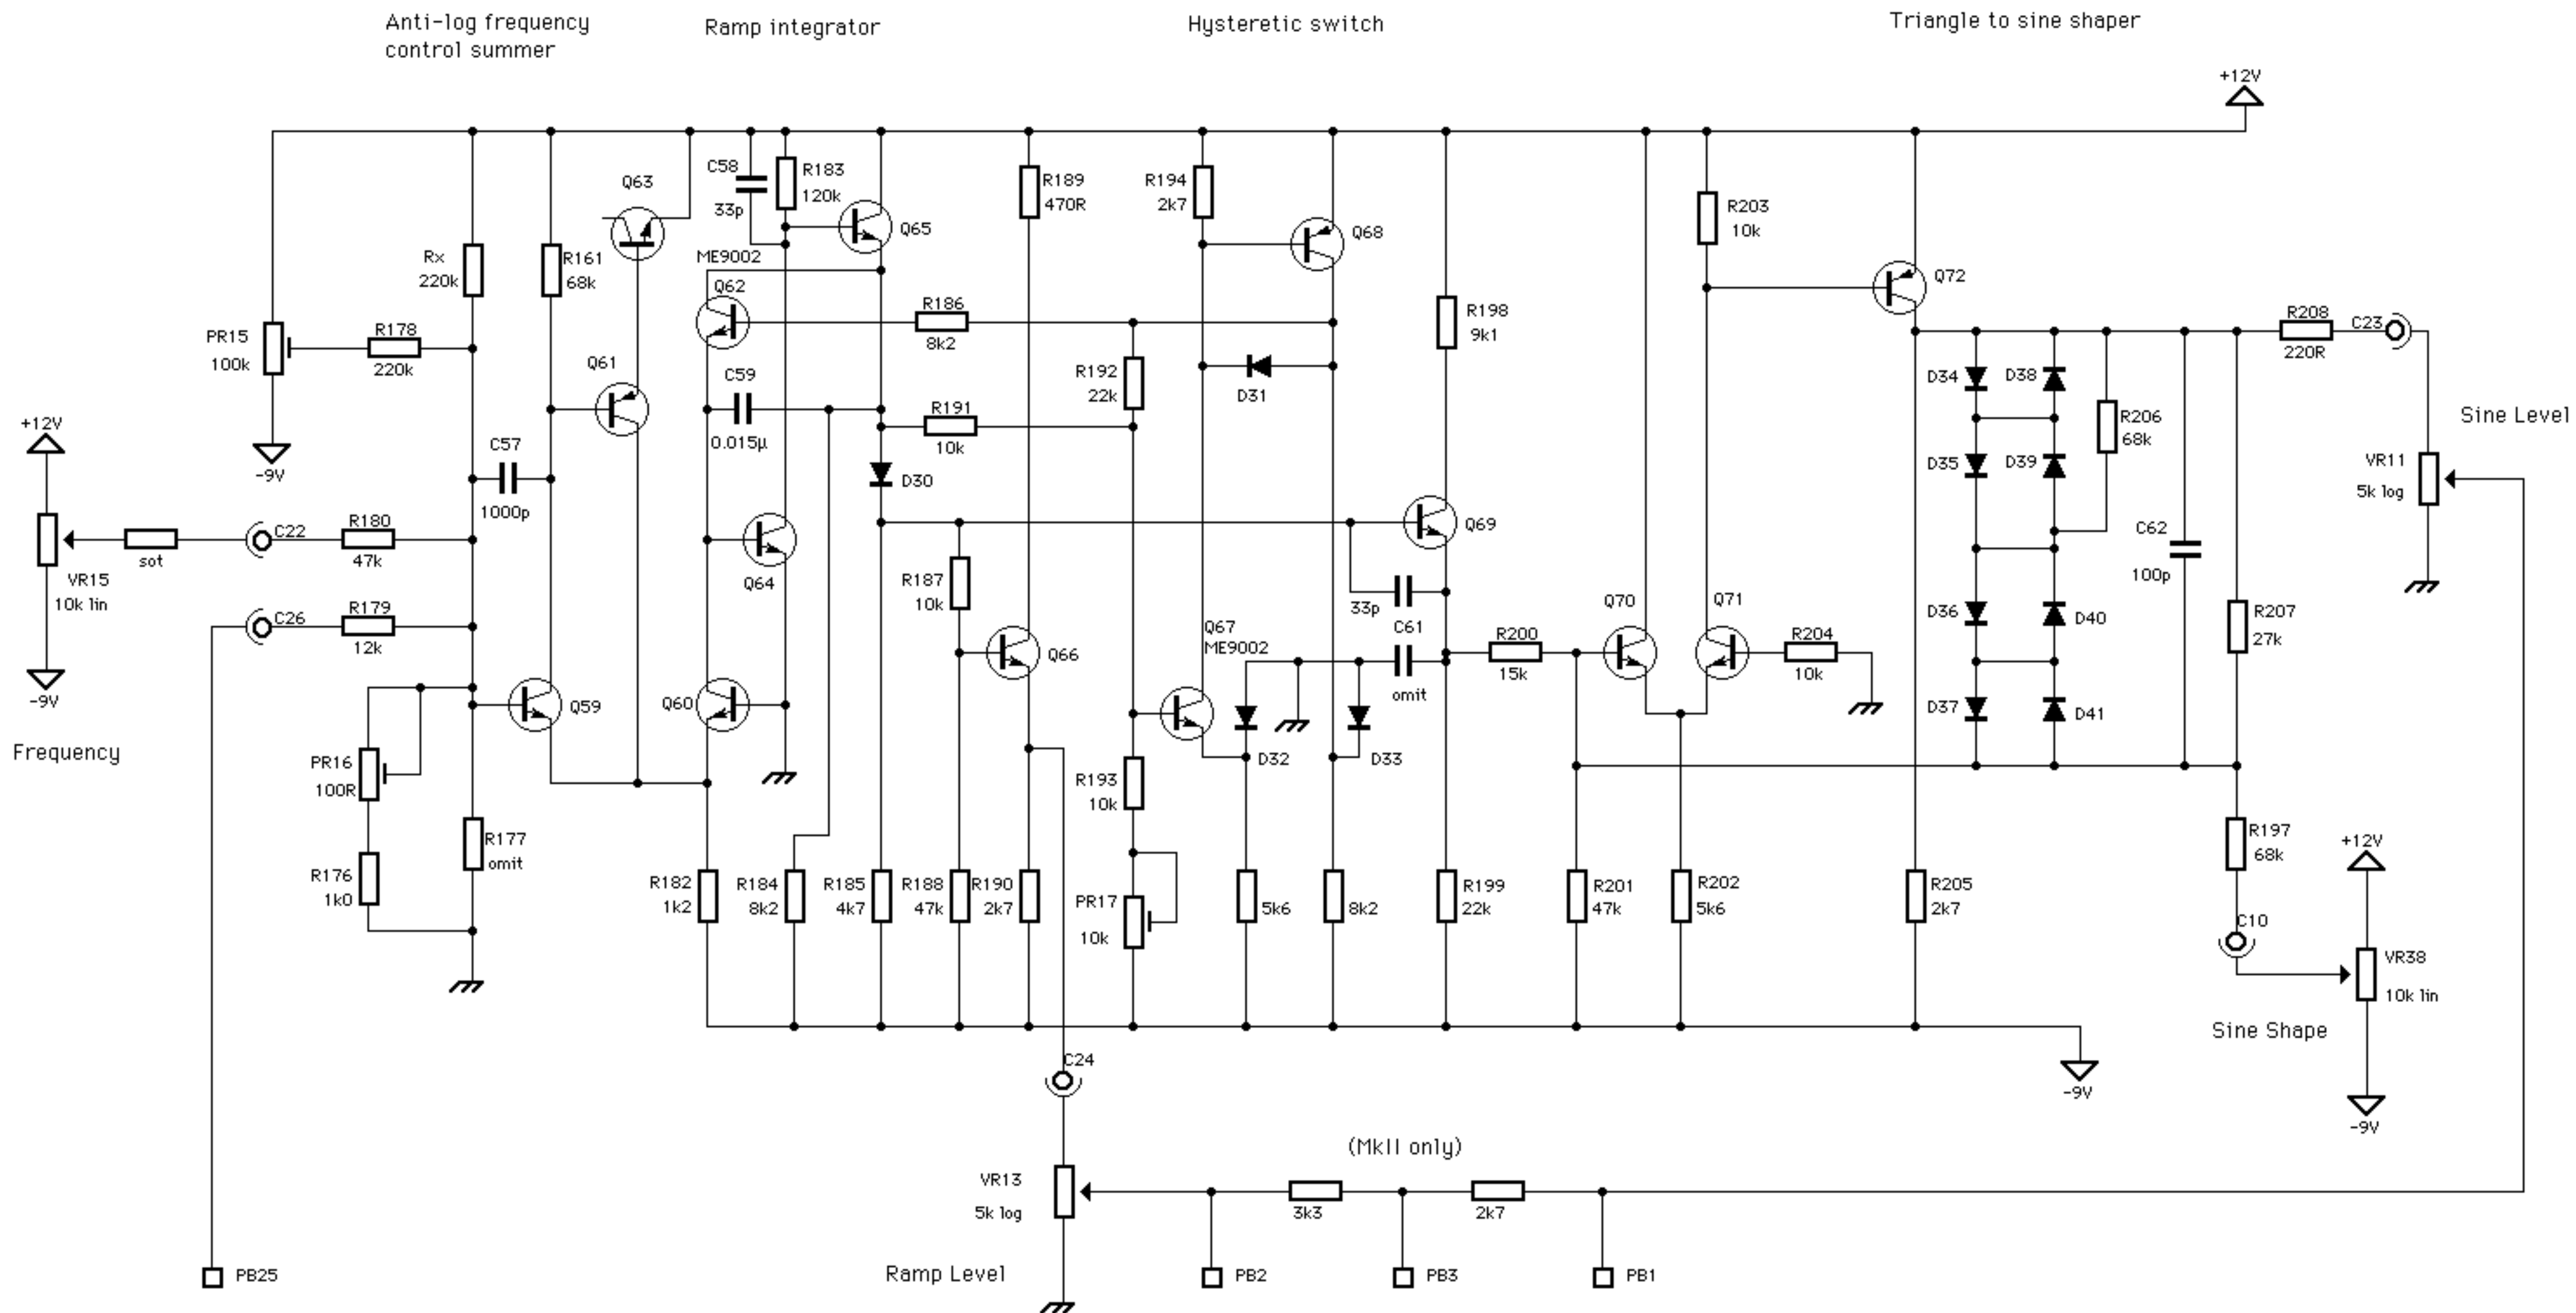 Anti-log frequency
control summer
Ramp integrator
Hysteretic switch
Triangle to sine shaper
+12V
C58
33p
R183
120k
Q63
Q65
R189
470R
R194
2k7
Q68
R203
10k
Q72
Rx
220k
R161
68k
ME9002
Q62
R186
8k2
R198
9k1
R208
220R
C23
PR15
100k
R178
220k
Q61
C59
0.015μ
R192
22k
D31
D34
D38
R206
68k
Sine Level
+12V
-9V
C57
1000p
R191
10k
D30
D35
D39
VR11
5k log
VR15
10k lin
sot
C22
R180
47k
Q64
Q69
C62
100p
C26
R179
12k
R187
10k
Q66
33p
C61
omit
Q67
ME9002
R200
15k
Q70
Q71
R204
10k
D36
D40
R207
27k
-9V
Frequency
Q59
Q60
D32
D33
D37
D41
PR16
100R
R193
10k
R176
1k0
R177
omit
R182
1k2
R184
8k2
R185
4k7
R188
47k
R190
2k7
PR17
10k
5k6
8k2
R199
22k
R201
47k
R202
5k6
R205
2k7
R197
68k
C10
+12V
VR38
10k lin
Sine Shape
-9V
-9V
C24
(MkII only)
VR13
5k log
3k3
2k7
Ramp Level
PB25
PB2
PB3
PB1